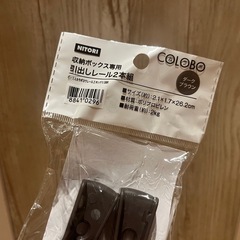 NITORI
収納ボックス専用
引出しレール2本組
COLOBO
ダーク
ブラウン
■サイズ(約):2.1×1.7×26.2cm
■材質:ポリプロピレン
■耐荷重(約):2kg
88410296